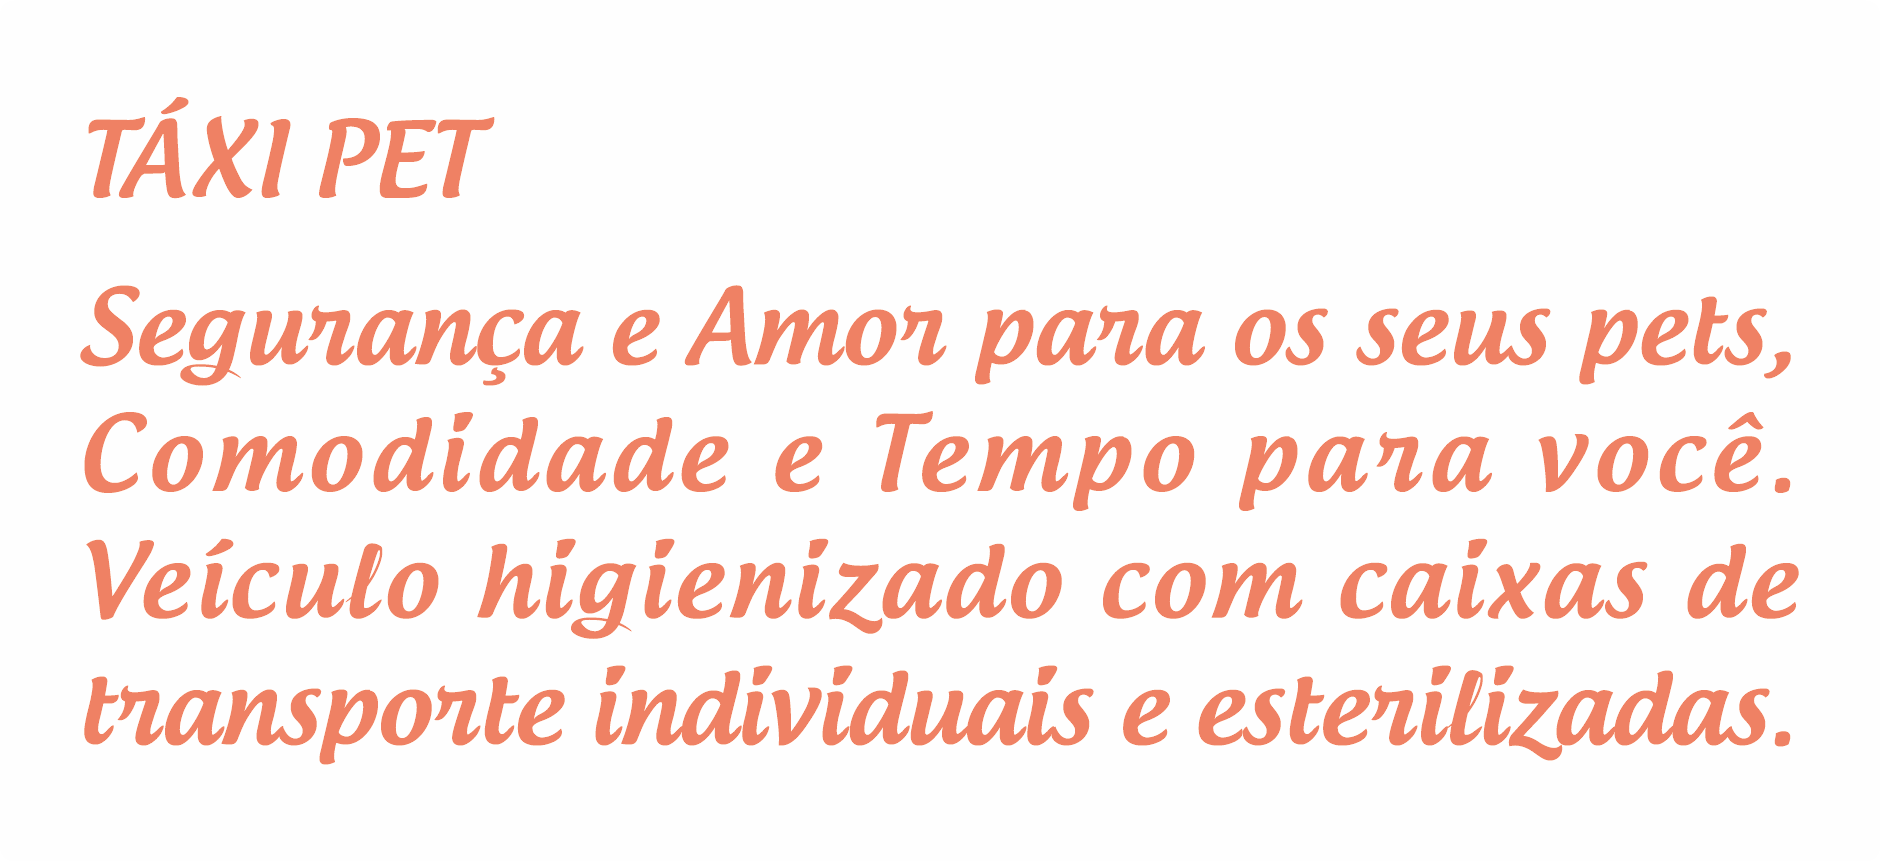 TÁXI PET
Segurança e Amor para os seus pets,
Comodidade e Tempo para você.
Veículo higienizado com caixas de
transporte individuais e esterilizadas.